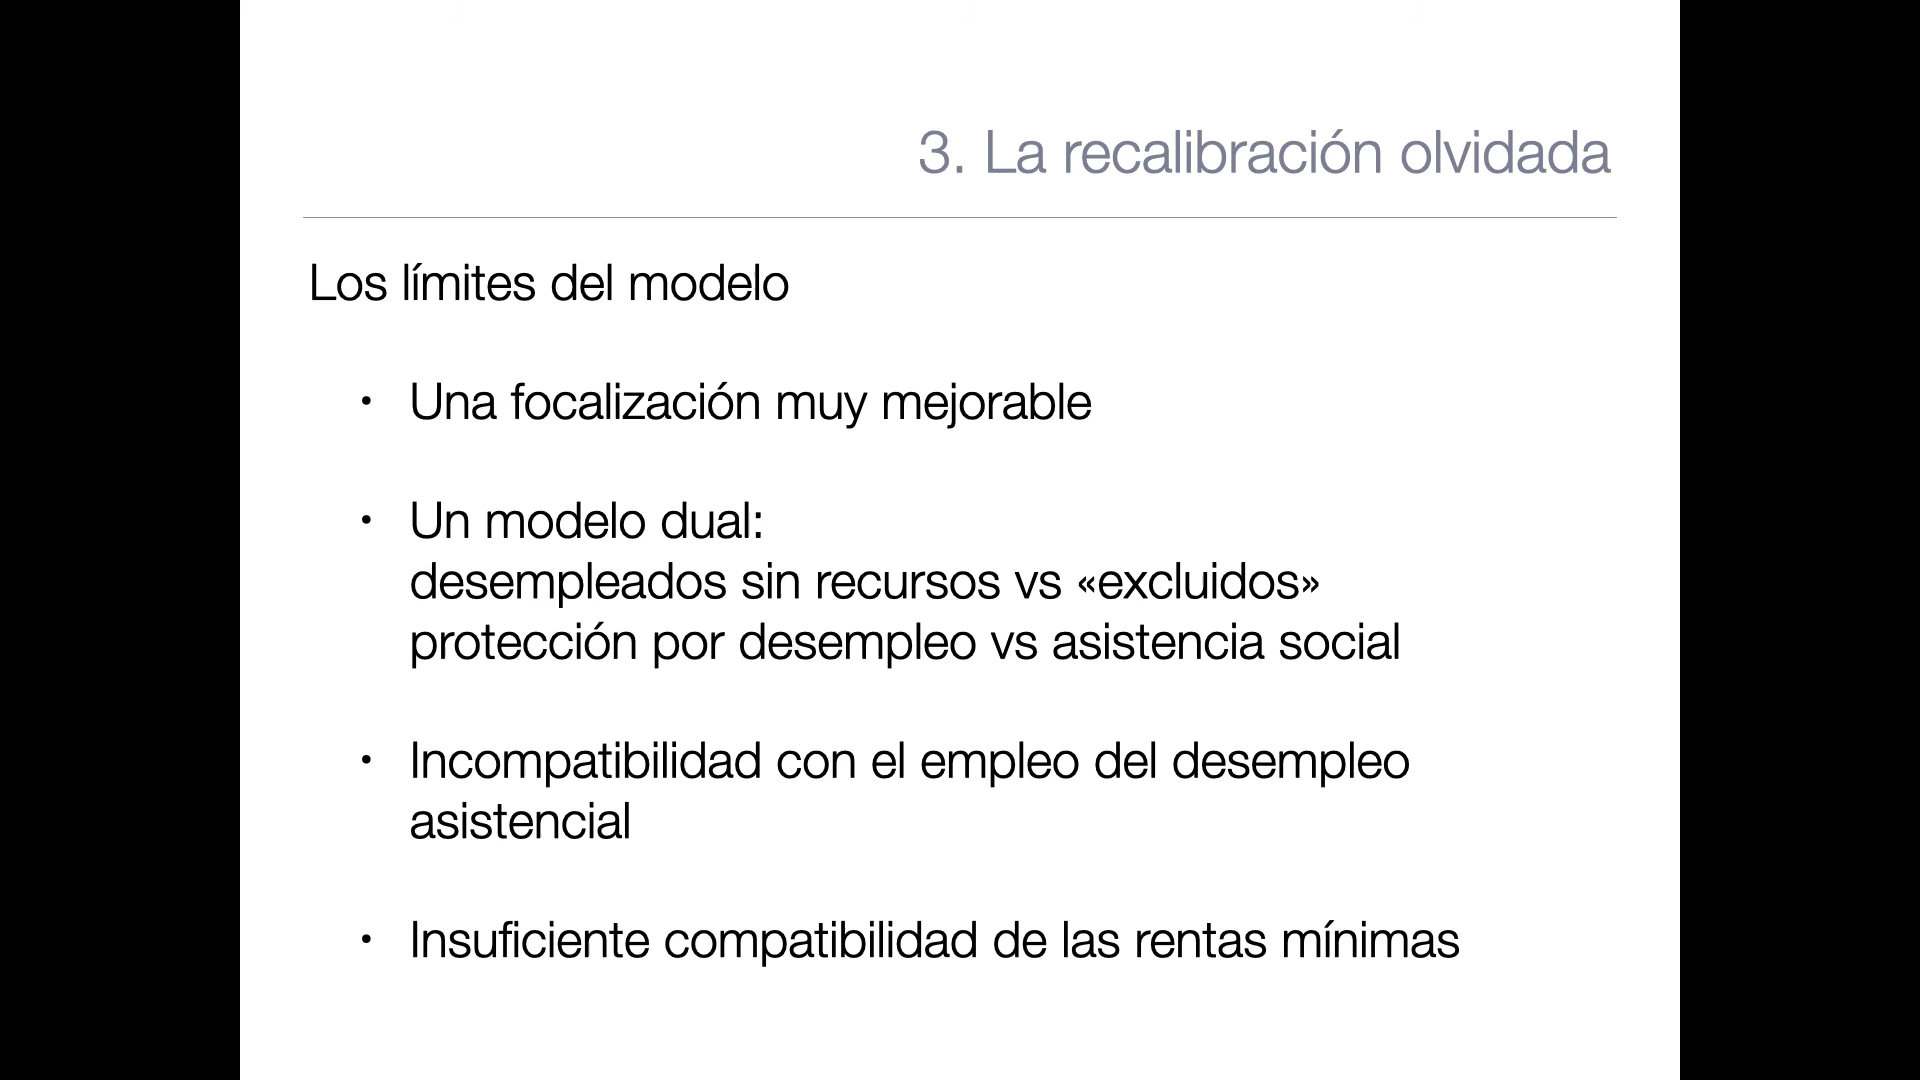 3. La recalibración olvidada
Los límites del modelo
• Una focalización muy mejorable
• Un modelo dual:
desempleados sin recursos vs «excluidos»
protección por desempleo vs asistencia social
• Incompatibilidad con el empleo del desempleo
asistencial
• Insuficiente compatibilidad de las rentas mínimas